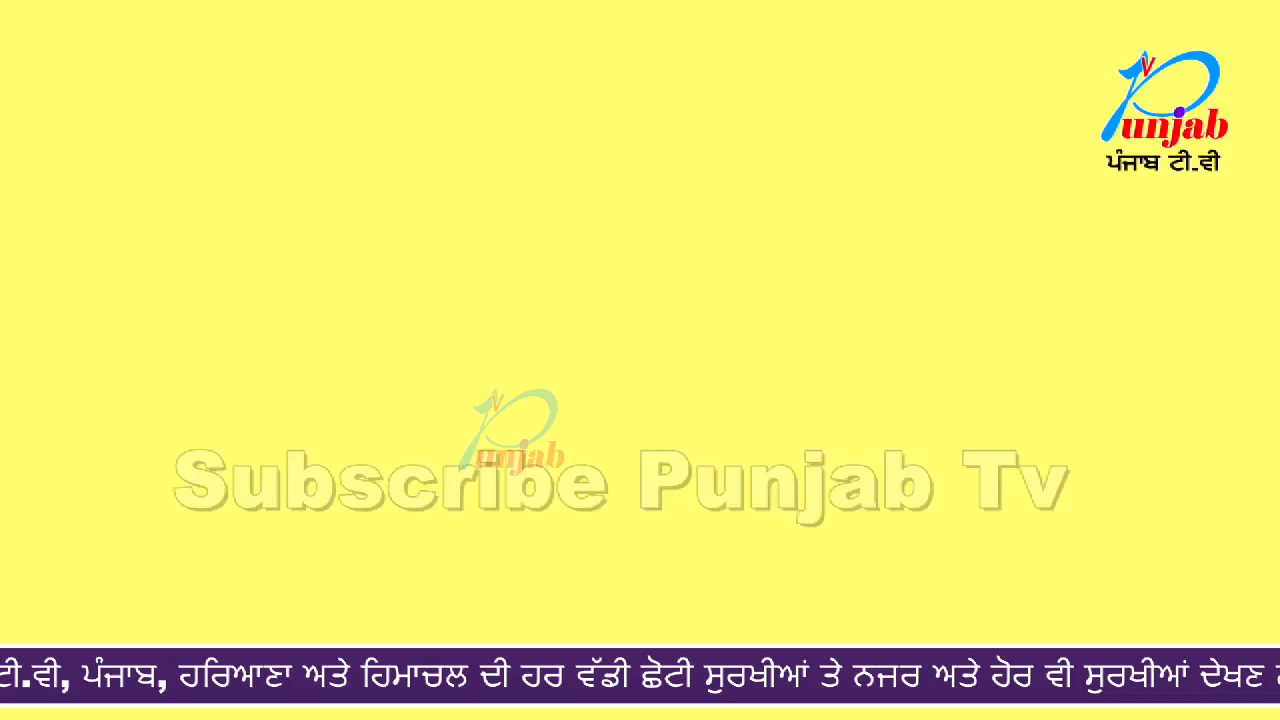 V
Punjab
ਪੰਜਾਬ ਟੀ.ਵੀ
V
Punjab
Subscribe Punjab Tv
ਟੀ.ਵੀ, ਪੰਜਾਬ, ਹਰਿਆਣਾ ਅਤੇ ਹਿਮਾਚਲ ਦੀ ਹਰ ਵੱਡੀ ਛੋਟੀ ਸੁਰਖੀਆਂ ਤੇ ਨਜਰ ਅਤੇ ਹੋਰ ਵੀ ਸੁਰਖੀਆਂ ਦੇਖਣ